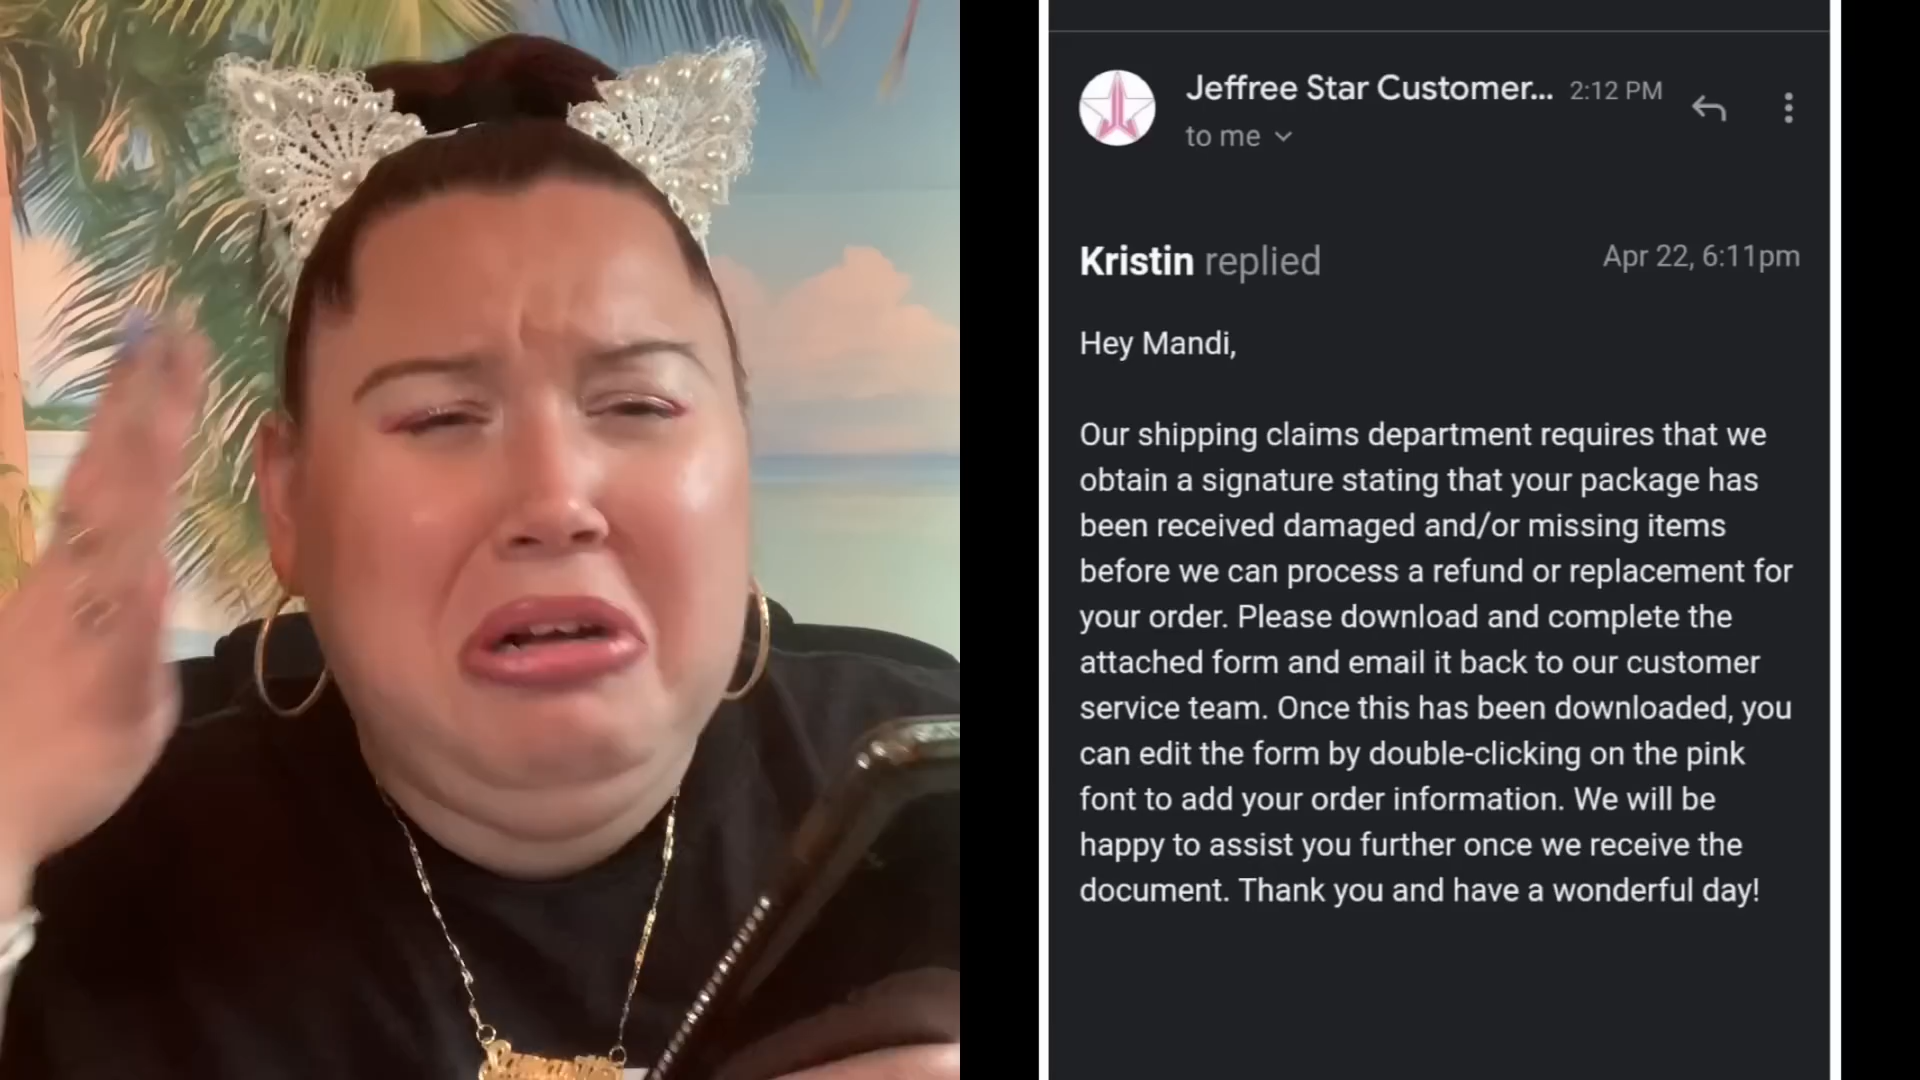 Jeffree Star Customer... 2:12 PM
to me
Kristin replied Apr 22, 6:11pm
Hey Mandi,
Our shipping claims department requires that we
obtain a signature stating that your package has
been received damaged and/or missing items
before we can process a refund or replacement for
your order. Please download and complete the
attached form and email it back to our customer
service team. Once this has been downloaded, you
can edit the form by double-clicking on the pink
font to add your order information. We will be
happy to assist you further once we receive the
document. Thank you and have a wonderful day!